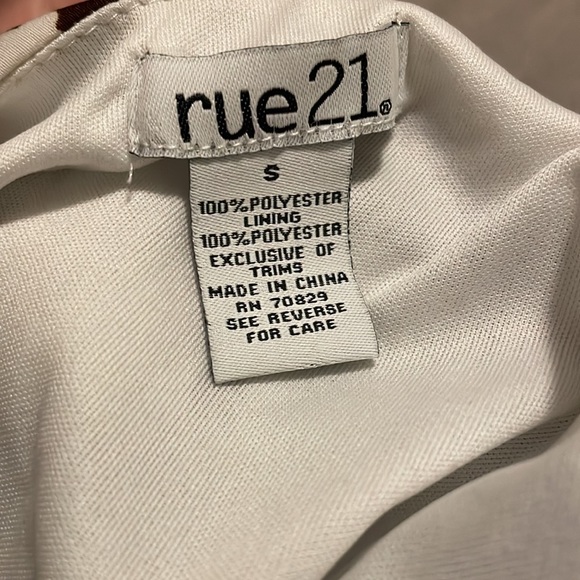 rue21®
S
100%POLYESTER
LINING
100%POLYESTER
EXCLUSIVE OF
TRIMS
MADE IN CHINA
RN 70829
SEE REVERSE
FOR CARE